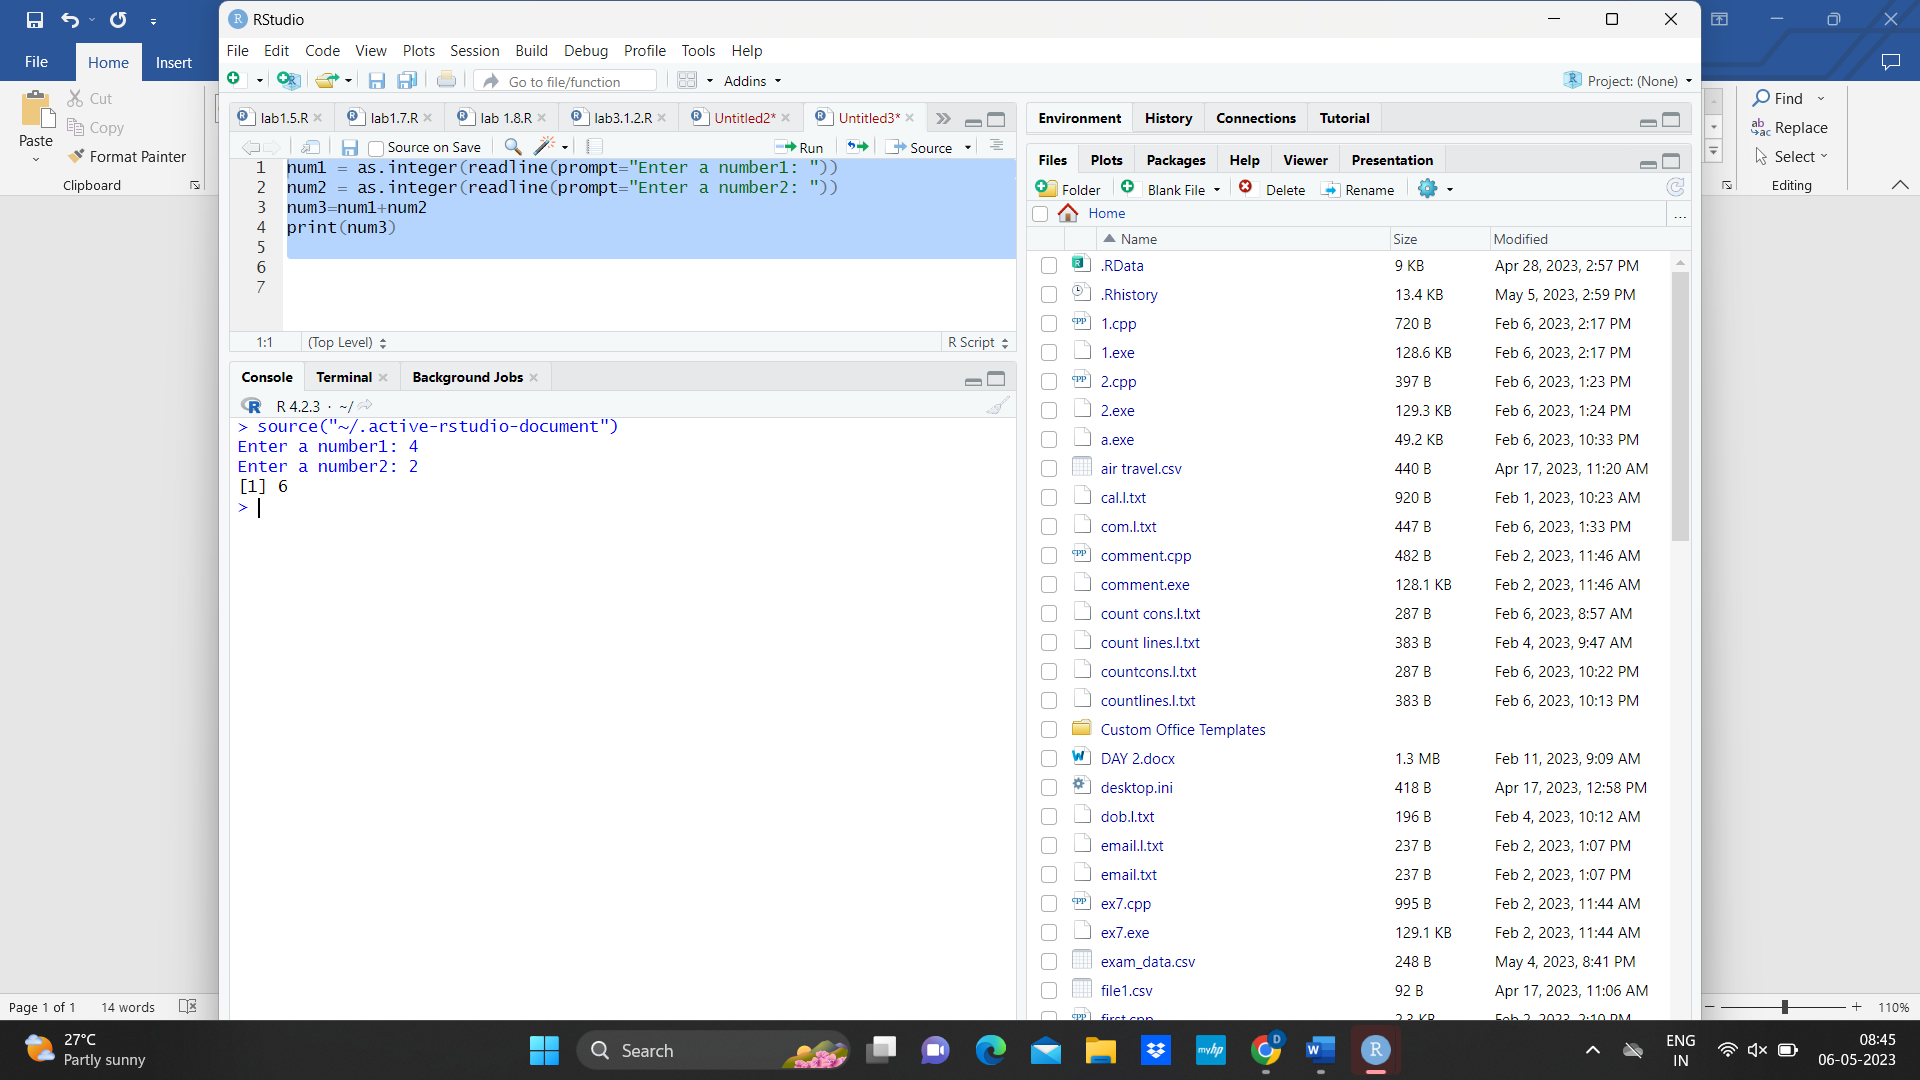 RStudio
File
Home
Insert
File Edit Code View Plots Session Build Debug Profile Tools Help
Go to file/function
Addins
Project: (None)
Cut
Copy
Paste
Format Painter
Clipboard
Find
Replace
Select
Editing
lab1.5.R
lab1.7.R
lab 1.8.R
lab3.1.2.R
Untitled2*
Untitled3*
Source on Save
Run
Source
1 num1 = as.integer(readline(prompt="Enter a number1: "))
2 num2 = as.integer(readline(prompt="Enter a number2: "))
3 num3=num1+num2
4 print(num3)
5
6
7
1:1
(Top Level)
R Script
Console
Terminal
Background Jobs
R 4.2.3 · ~/
> source("~/.active-rstudio-document")
Enter a number1: 4
Enter a number2: 2
[1] 6
>
Environment
History
Connections
Tutorial
Files
Plots
Packages
Help
Viewer
Presentation
Folder
Blank File
Delete
Rename
Home
...
Name Size Modified
.RData 9 KB Apr 28, 2023, 2:57 PM
.Rhistory 13.4 KB May 5, 2023, 2:59 PM
1.cpp 720 B Feb 6, 2023, 2:17 PM
1.exe 128.6 KB Feb 6, 2023, 2:17 PM
2.cpp 397 B Feb 6, 2023, 1:23 PM
2.exe 129.3 KB Feb 6, 2023, 1:24 PM
a.exe 49.2 KB Feb 6, 2023, 10:33 PM
air travel.csv 440 B Apr 17, 2023, 11:20 AM
cal.l.txt 920 B Feb 1, 2023, 10:23 AM
com.l.txt 447 B Feb 6, 2023, 1:33 PM
comment.cpp 482 B Feb 2, 2023, 11:46 AM
comment.exe 128.1 KB Feb 2, 2023, 11:46 AM
count cons.l.txt 287 B Feb 6, 2023, 8:57 AM
count lines.l.txt 383 B Feb 4, 2023, 9:47 AM
countcons.l.txt 287 B Feb 6, 2023, 10:22 PM
countlines.l.txt 383 B Feb 6, 2023, 10:13 PM
Custom Office Templates
DAY 2.docx 1.3 MB Feb 11, 2023, 9:09 AM
desktop.ini 418 B Apr 17, 2023, 12:58 PM
dob.l.txt 196 B Feb 4, 2023, 10:12 AM
email.l.txt 237 B Feb 2, 2023, 1:07 PM
email.txt 237 B Feb 2, 2023, 1:07 PM
ex7.cpp 995 B Feb 2, 2023, 11:44 AM
ex7.exe 129.1 KB Feb 2, 2023, 11:44 AM
exam_data.csv 248 B May 4, 2023, 8:41 PM
file1.csv 92 B Apr 17, 2023, 11:06 AM
first.cpp 2.3 KB Feb 2, 2023, 2:10 PM
Page 1 of 1
14 words
110%
27°C
Partly sunny
Search
myhp
ENG
IN
08:45
06-05-2023